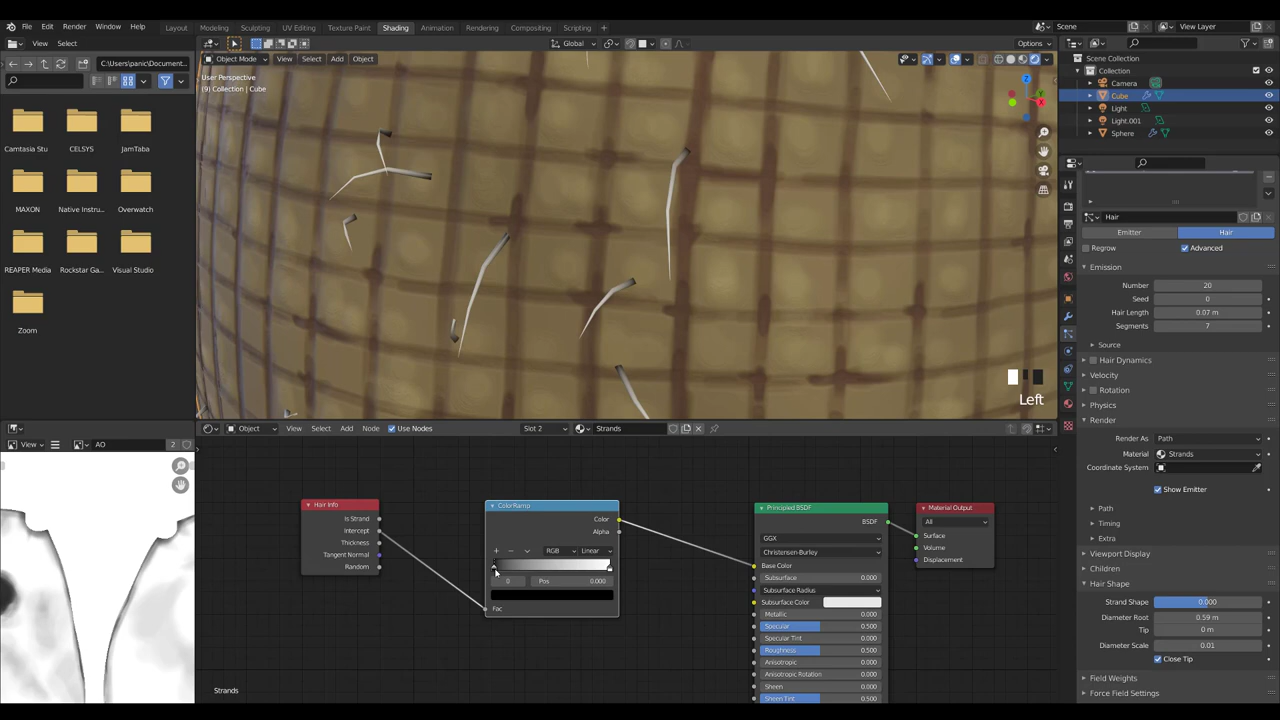 File Edit Render Window Help Layout Modeling Sculpting UV Editing Texture Paint Shading Animation Rendering Compositing Scripting + Scene View Layer
View Select Global Options
C:\Users\panic\Document...
Object Mode View Select Add Object
User Perspective
(9) Collection | Cube
Camtasia Stu... CELSYS JamTaba
MAXON Native Instru... Overwatch
REAPER Media Rockstar Ga... Visual Studio
Zoom
Left
Scene Collection
Collection
Camera
Cube
Light
Light.001
Sphere
Hair
Emitter Hair
Regrow Advanced
Emission
Number 20
Seed 0
Hair Length 0.07 m
Segments 7
Source
Hair Dynamics
Velocity
Rotation
Physics
Render
Render As Path
Material Strands
Coordinate System
Show Emitter
Path
Timing
Extra
Viewport Display
Children
Hair Shape
Strand Shape 0.000
Diameter Root 0.59 m
Tip 0 m
Diameter Scale 0.01
Close Tip
Field Weights
Force Field Settings
View AO 2
Object View Select Add Node Use Nodes Slot 2 Strands
Hair Info
Is Strand
Intercept
Thickness
Tangent Normal
Random
ColorRamp
Color
Alpha
RGB Linear
0 Pos 0.000
Fac
Principled BSDF
BSDF
GGX
Christensen-Burley
Base Color
Subsurface 0.000
Subsurface Radius
Subsurface Color
Metallic 0.000
Specular 0.500
Specular Tint 0.000
Roughness 0.500
Anisotropic 0.000
Anisotropic Rotation 0.000
Sheen 0.000
Sheen Tint 0.500
Material Output
All
Surface
Volume
Displacement
Strands